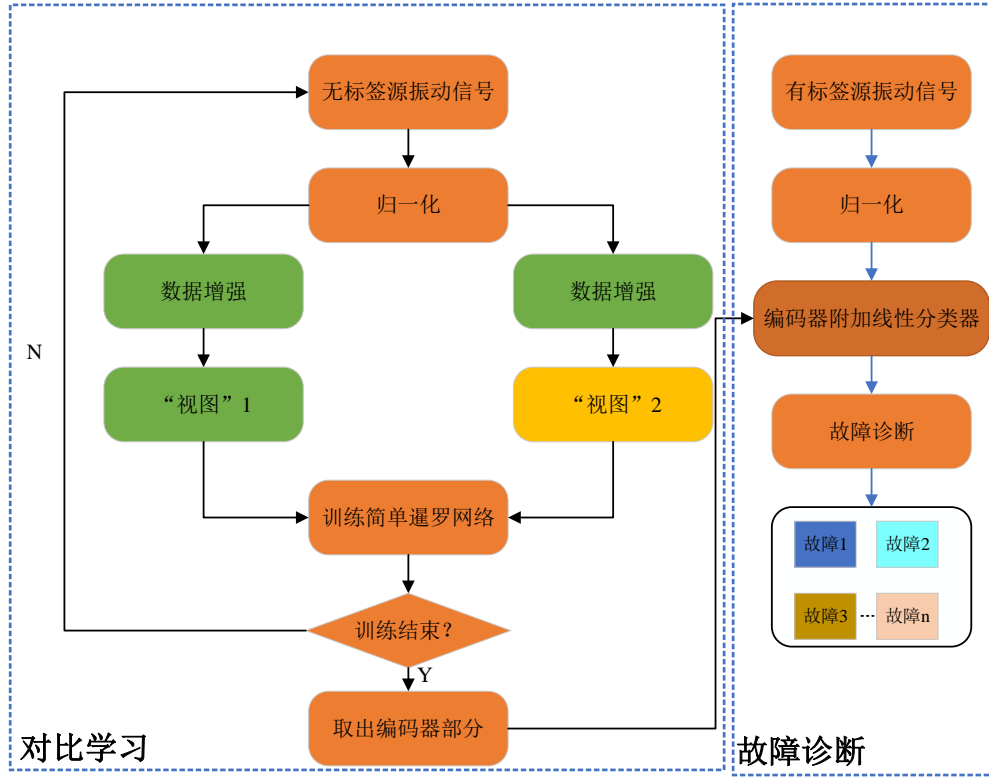 无标签源振动信号
归一化
数据增强
数据增强
“视图”1
“视图”2
N
训练简单暹罗网络
训练结束？
Y
取出编码器部分
对比学习
有标签源振动信号
归一化
编码器附加线性分类器
故障诊断
故障1
故障2
故障3
故障n
故障诊断